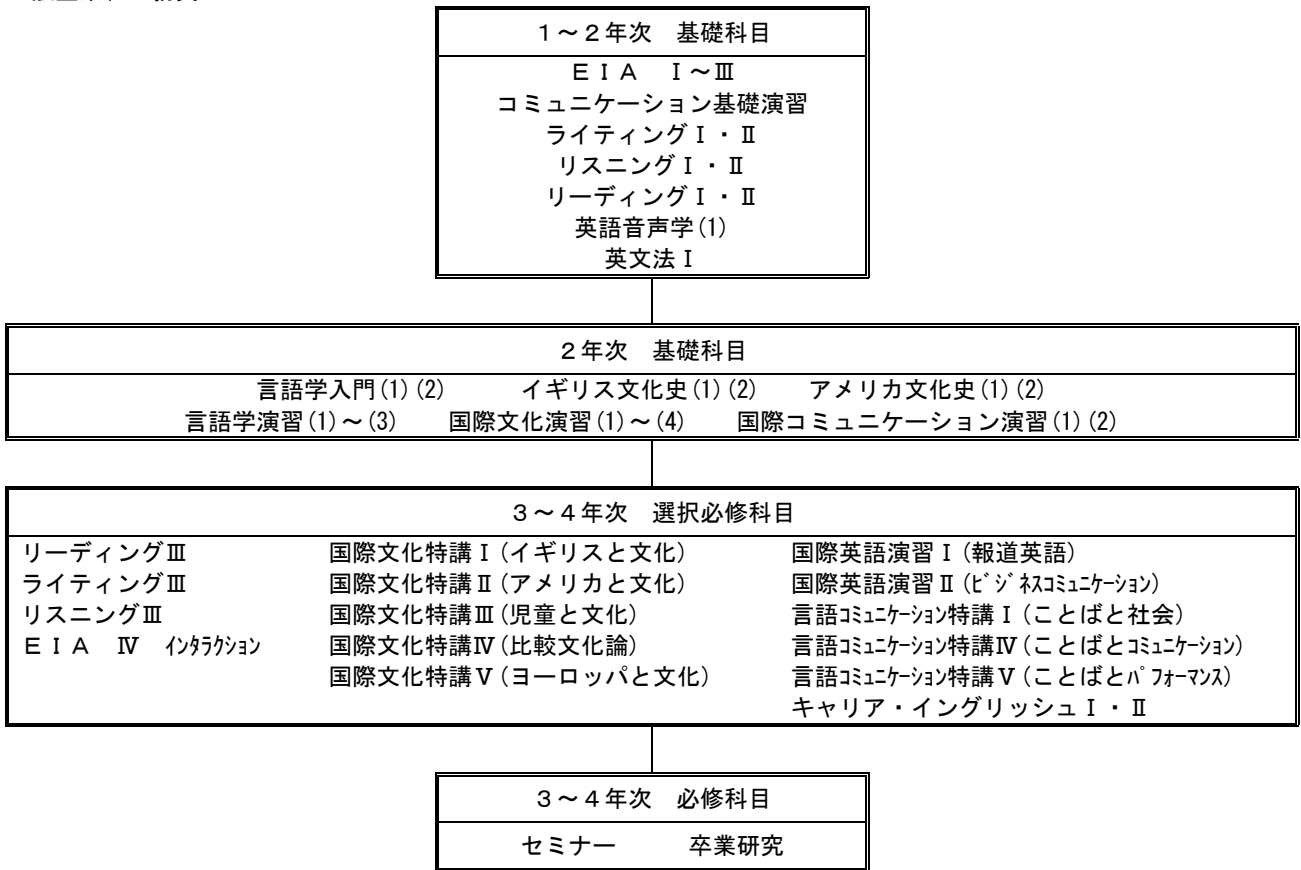 １～２年次　基礎科目
ＥＩＡ　Ⅰ～Ⅲ
コミュニケーション基礎演習
ライティングⅠ・Ⅱ
リスニングⅠ・Ⅱ
リーディングⅠ・Ⅱ
英語音声学(1)
英文法Ⅰ
２年次　基礎科目
言語学入門(1)(2)　イギリス文化史(1)(2)　アメリカ文化史(1)(2)
言語学演習(1)～(3)　国際文化演習(1)～(4)　国際コミュニケーション演習(1)(2)
３～４年次　選択必修科目
リーディングⅢ　国際文化特講Ⅰ(イギリスと文化)　国際英語演習Ⅰ(報道英語)
ライティングⅢ　国際文化特講Ⅱ(アメリカと文化)　国際英語演習Ⅱ(ﾋﾞｼﾞﾈｽｺﾐｭﾆｹｰｼｮﾝ)
リスニングⅢ　国際文化特講Ⅲ(児童と文化)　言語ｺﾐｭﾆｹｰｼｮﾝ特講Ⅰ(ことばと社会)
ＥＩＡ　Ⅳ　ｲﾝﾀﾗｸｼｮﾝ　国際文化特講Ⅳ(比較文化論)　言語ｺﾐｭﾆｹｰｼｮﾝ特講Ⅳ(ことばとｺﾐｭﾆｹｰｼｮﾝ)
国際文化特講Ⅴ(ヨーロッパと文化)　言語ｺﾐｭﾆｹｰｼｮﾝ特講Ⅴ(ことばとﾊﾟﾌｫｰﾏﾝｽ)
キャリア・イングリッシュⅠ・Ⅱ
３～４年次　必修科目
セミナー　卒業研究